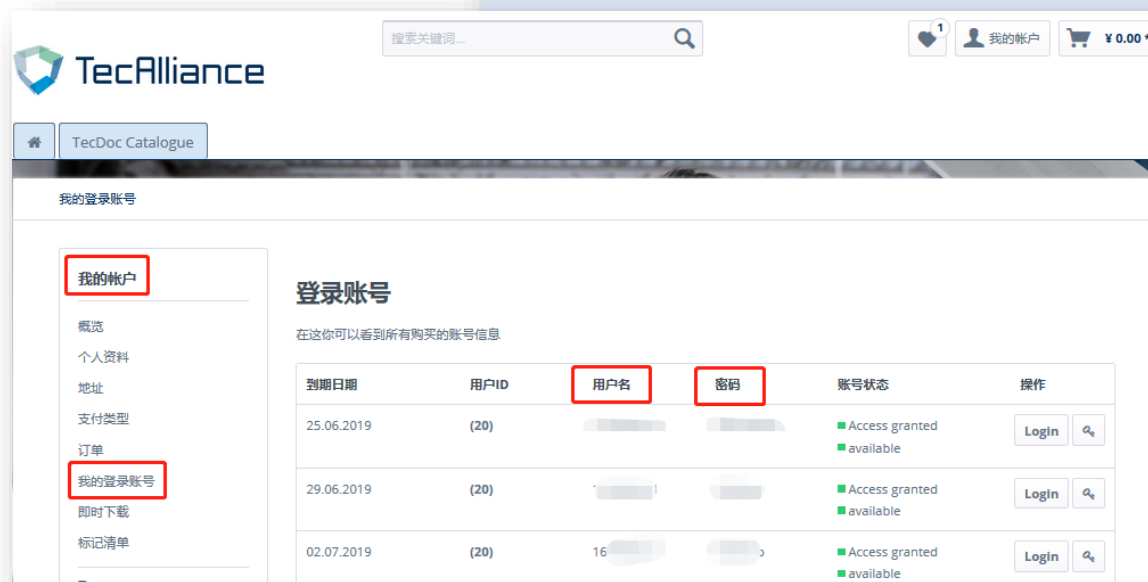 搜索关键词...
1
我的帐户
¥ 0.00 *
TecAlliance
TecDoc Catalogue
我的登录账号
我的帐户
概览
个人资料
地址
支付类型
订单
我的登录账号
即时下载
标记清单
登录账号
在这你可以看到所有购买的账号信息
到期日期 用户ID 用户名 密码 账号状态 操作
25.06.2019 (20) Access granted Login
available
29.06.2019 (20) Access granted Login
available
02.07.2019 (20) 16 Access granted Login
available